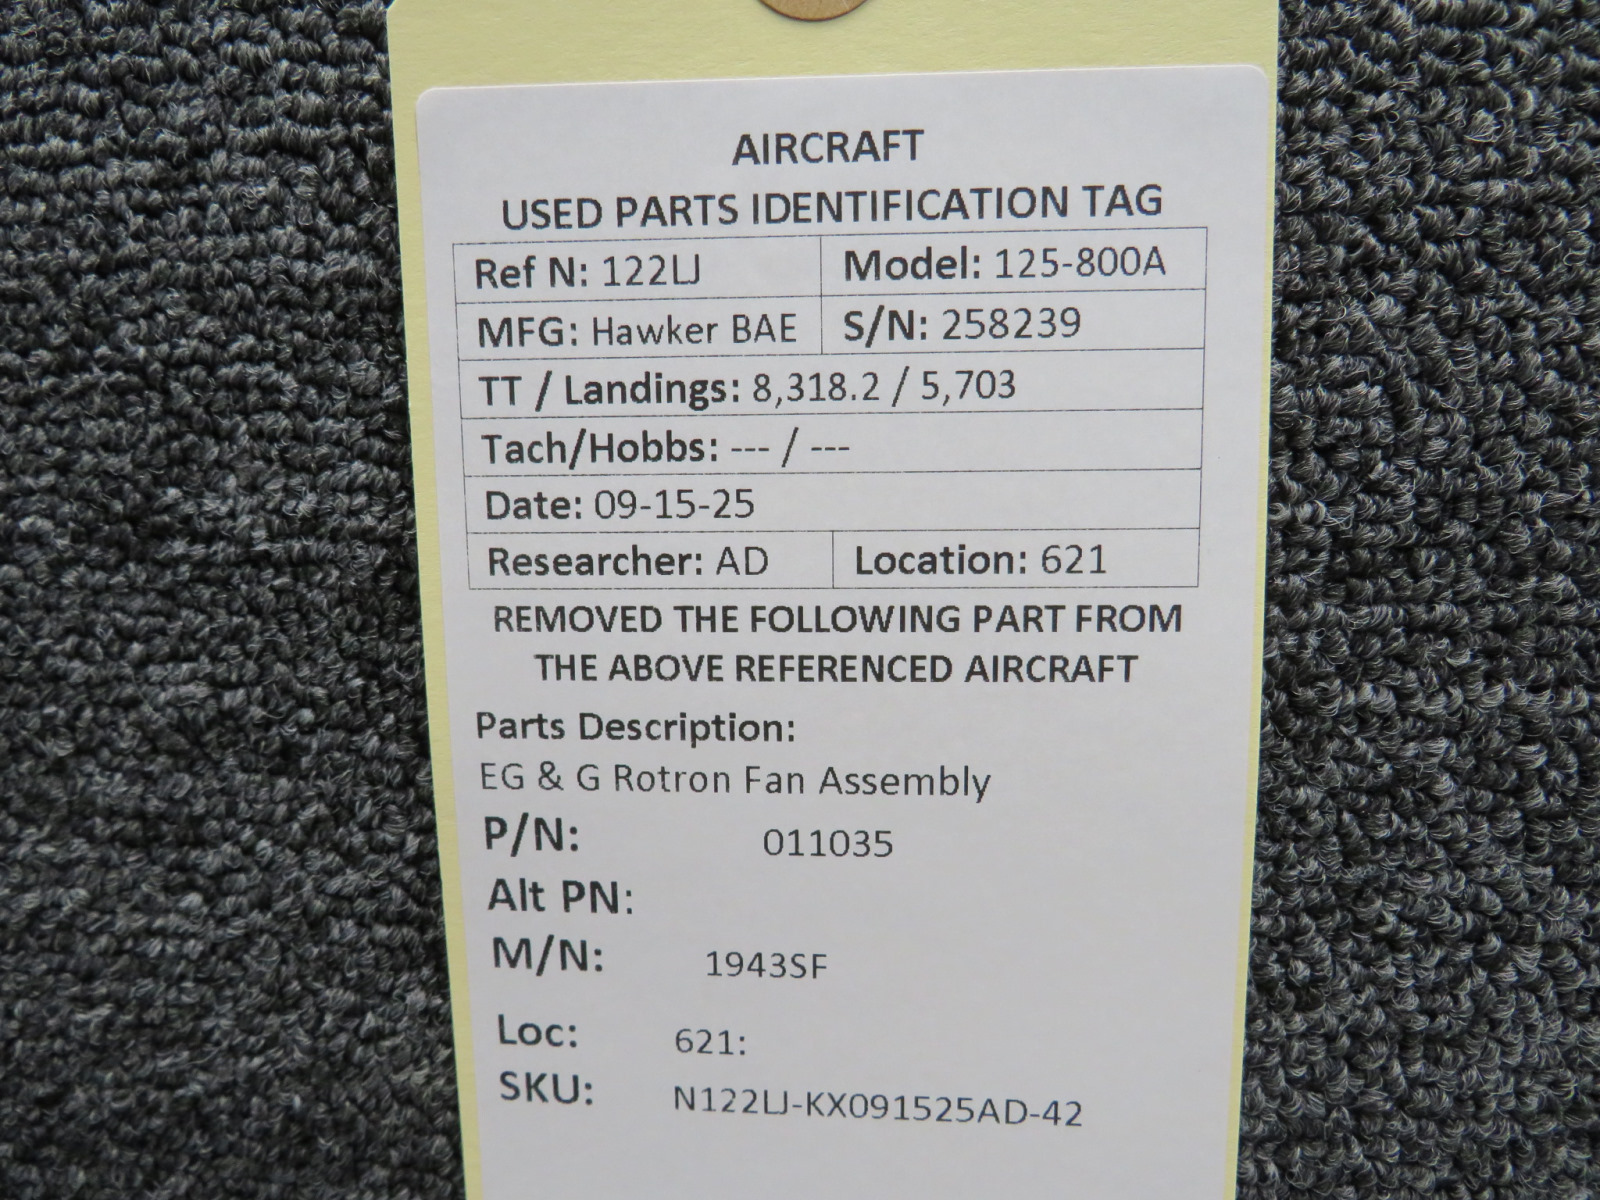 AIRCRAFT
USED PARTS IDENTIFICATION TAG
Ref N: 122LJ Model: 125-800A
MFG: Hawker BAE S/N: 258239
TT / Landings: 8,318.2 / 5,703
Tach/Hobbs: --- / ---
Date: 09-15-25
Researcher: AD Location: 621
REMOVED THE FOLLOWING PART FROM
THE ABOVE REFERENCED AIRCRAFT
Parts Description:
EG & G Rotron Fan Assembly
P/N: 011035
Alt PN:
M/N: 1943SF
Loc: 621:
SKU: N122LJ-KX091525AD-42